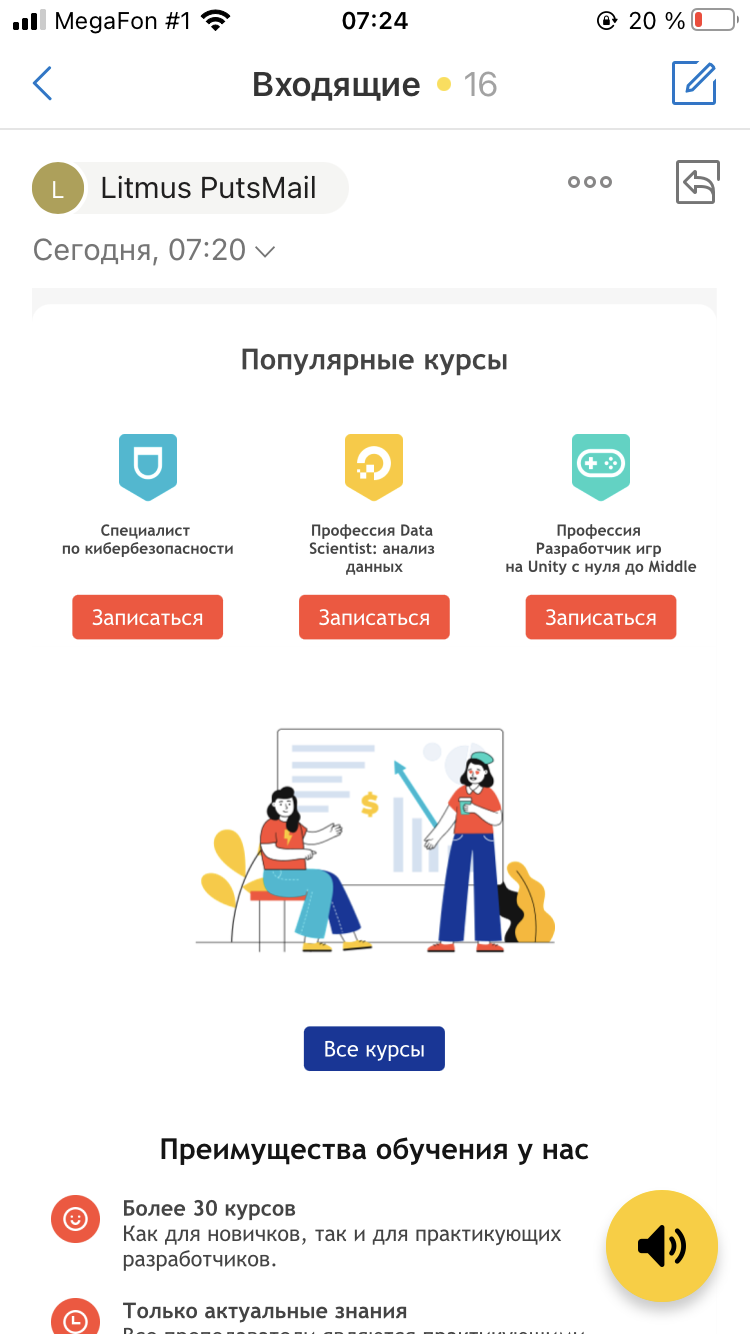 MegaFon #1 07:24 20 %
Входящие 16
L Litmus PutsMail
Сегодня, 07:20
Популярные курсы
Специалист
по кибербезопасности
Профессия Data
Scientist: анализ
данных
Профессия
Разработчик игр
на Unity с нуля до Middle
Записаться Записаться Записаться
$
Все курсы
Преимущества обучения у нас
Более 30 курсов
Как для новичков, так и для практикующих
разработчиков.
Только актуальные знания